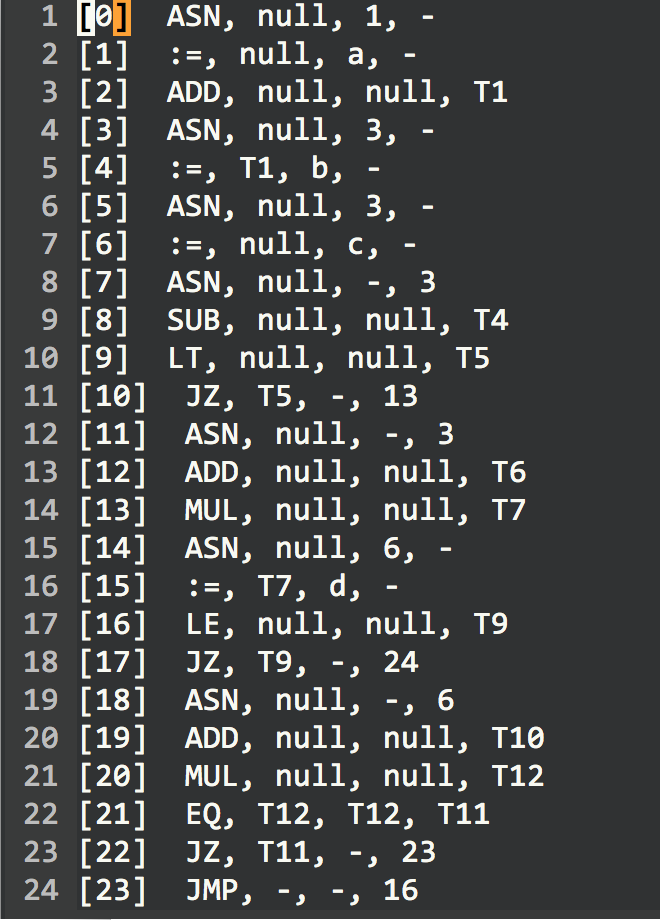 1 [0] ASN, null, 1, -
2 [1] :=, null, a, -
3 [2] ADD, null, null, T1
4 [3] ASN, null, 3, -
5 [4] :=, T1, b, -
6 [5] ASN, null, 3, -
7 [6] :=, null, c, -
8 [7] ASN, null, -, 3
9 [8] SUB, null, null, T4
10 [9] LT, null, null, T5
11 [10] JZ, T5, -, 13
12 [11] ASN, null, -, 3
13 [12] ADD, null, null, T6
14 [13] MUL, null, null, T7
15 [14] ASN, null, 6, -
16 [15] :=, T7, d, -
17 [16] LE, null, null, T9
18 [17] JZ, T9, -, 24
19 [18] ASN, null, -, 6
20 [19] ADD, null, null, T10
21 [20] MUL, null, null, T12
22 [21] EQ, T12, T12, T11
23 [22] JZ, T11, -, 23
24 [23] JMP, -, -, 16